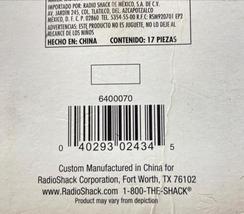 IMPORTADO POR: RADIO SHACK DE MÉXICO, S.A. DE C.V.
AV. JARDIN 245, COL. TLATILCO, DEL. AZCAPOTZALCO
MÉXICO, D. F. C. P. 02860 TEL. 5354-55-00 R.F.C: RSM920701 EP2
ADVERTENCIAS: ESTE PRODUCTO NO ES JUGUETE, NO LO DEJE AL
ALCANCE DE LOS NIÑOS
HECHO EN: CHINA CONTENIDO: 17 PIEZAS
6400070
0 40293 02434 5
Custom Manufactured in China for
RadioShack Corporation, Fort Worth, TX 76102
www.RadioShack.com 1-800-THE-SHACK®
Product may vary from depiction